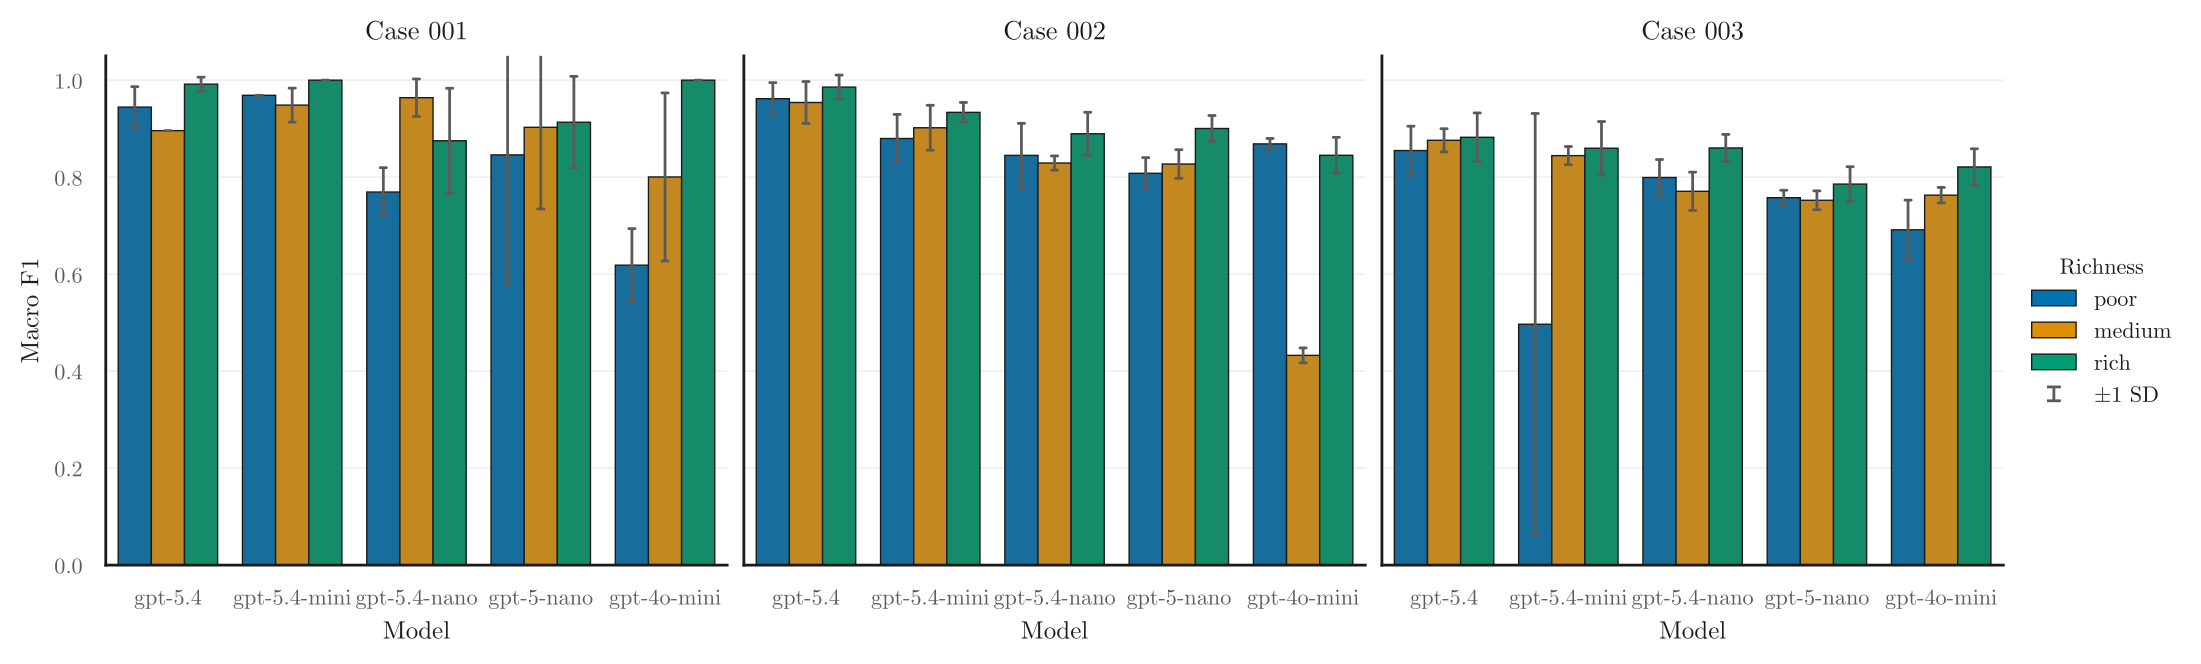 Case 001
Case 002
Case 003
Macro F1
1.0
0.8
0.6
0.4
0.2
0.0
gpt-5.4 gpt-5.4-mini gpt-5.4-nano gpt-5-nano gpt-4o-mini
gpt-5.4 gpt-5.4-mini gpt-5.4-nano gpt-5-nano gpt-4o-mini
gpt-5.4 gpt-5.4-mini gpt-5.4-nano gpt-5-nano gpt-4o-mini
Model
Model
Model
Richness
poor
medium
rich
±1 SD